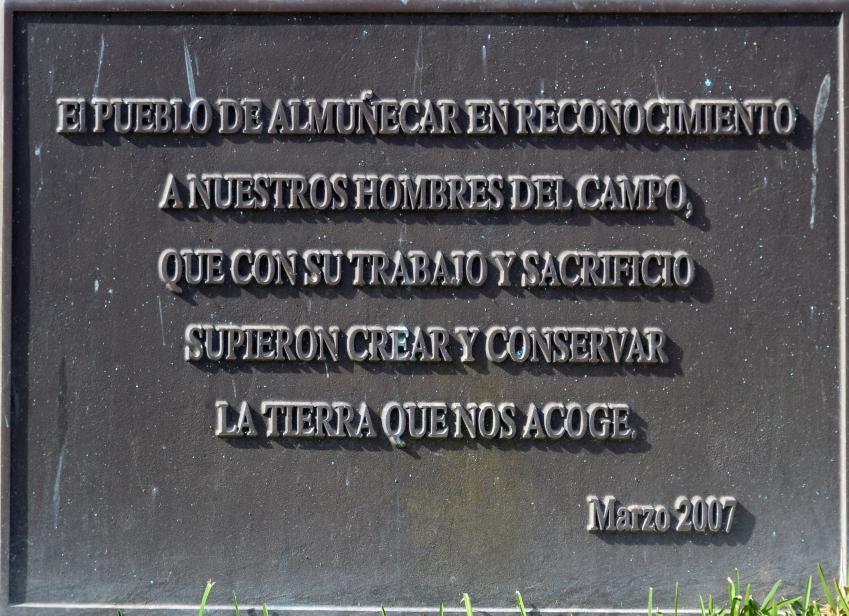 El PUEBLO DE ALMUÑECAR EN RECONOCIMIENTO
A NUESTROS HOMBRES DEL CAMPO,
QUE CON SU TRABAJO Y SACRIFICIO
SUPIERON CREAR Y CONSERVAR
LA TIERRA QUE NOS ACOGE.
Marzo 2007